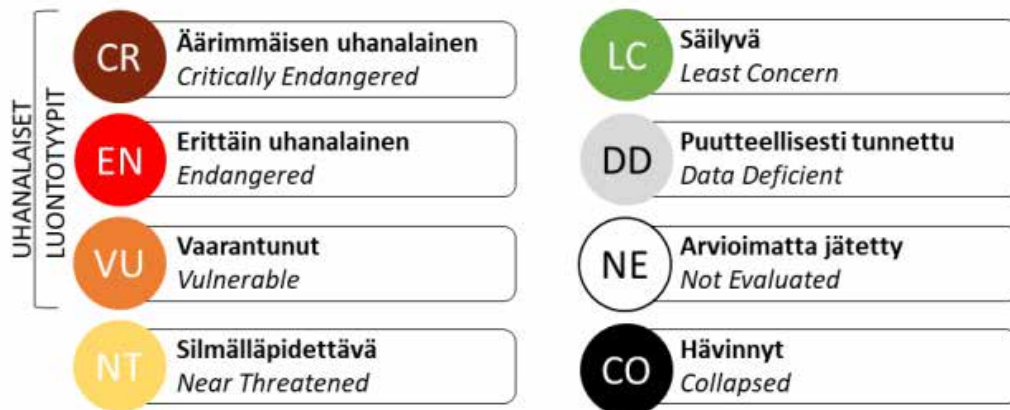 UHANALAISET
LUONTOTYYPIT
CR
Äärimmäisen uhanalainen
Critically Endangered
EN
Erittäin uhanalainen
Endangered
VU
Vaarantunut
Vulnerable
NT
Silmälläpidettävä
Near Threatened
LC
Säilyvä
Least Concern
DD
Puutteellisesti tunnettu
Data Deficient
NE
Arvioimatta jätetty
Not Evaluated
CO
Hävinnyt
Collapsed